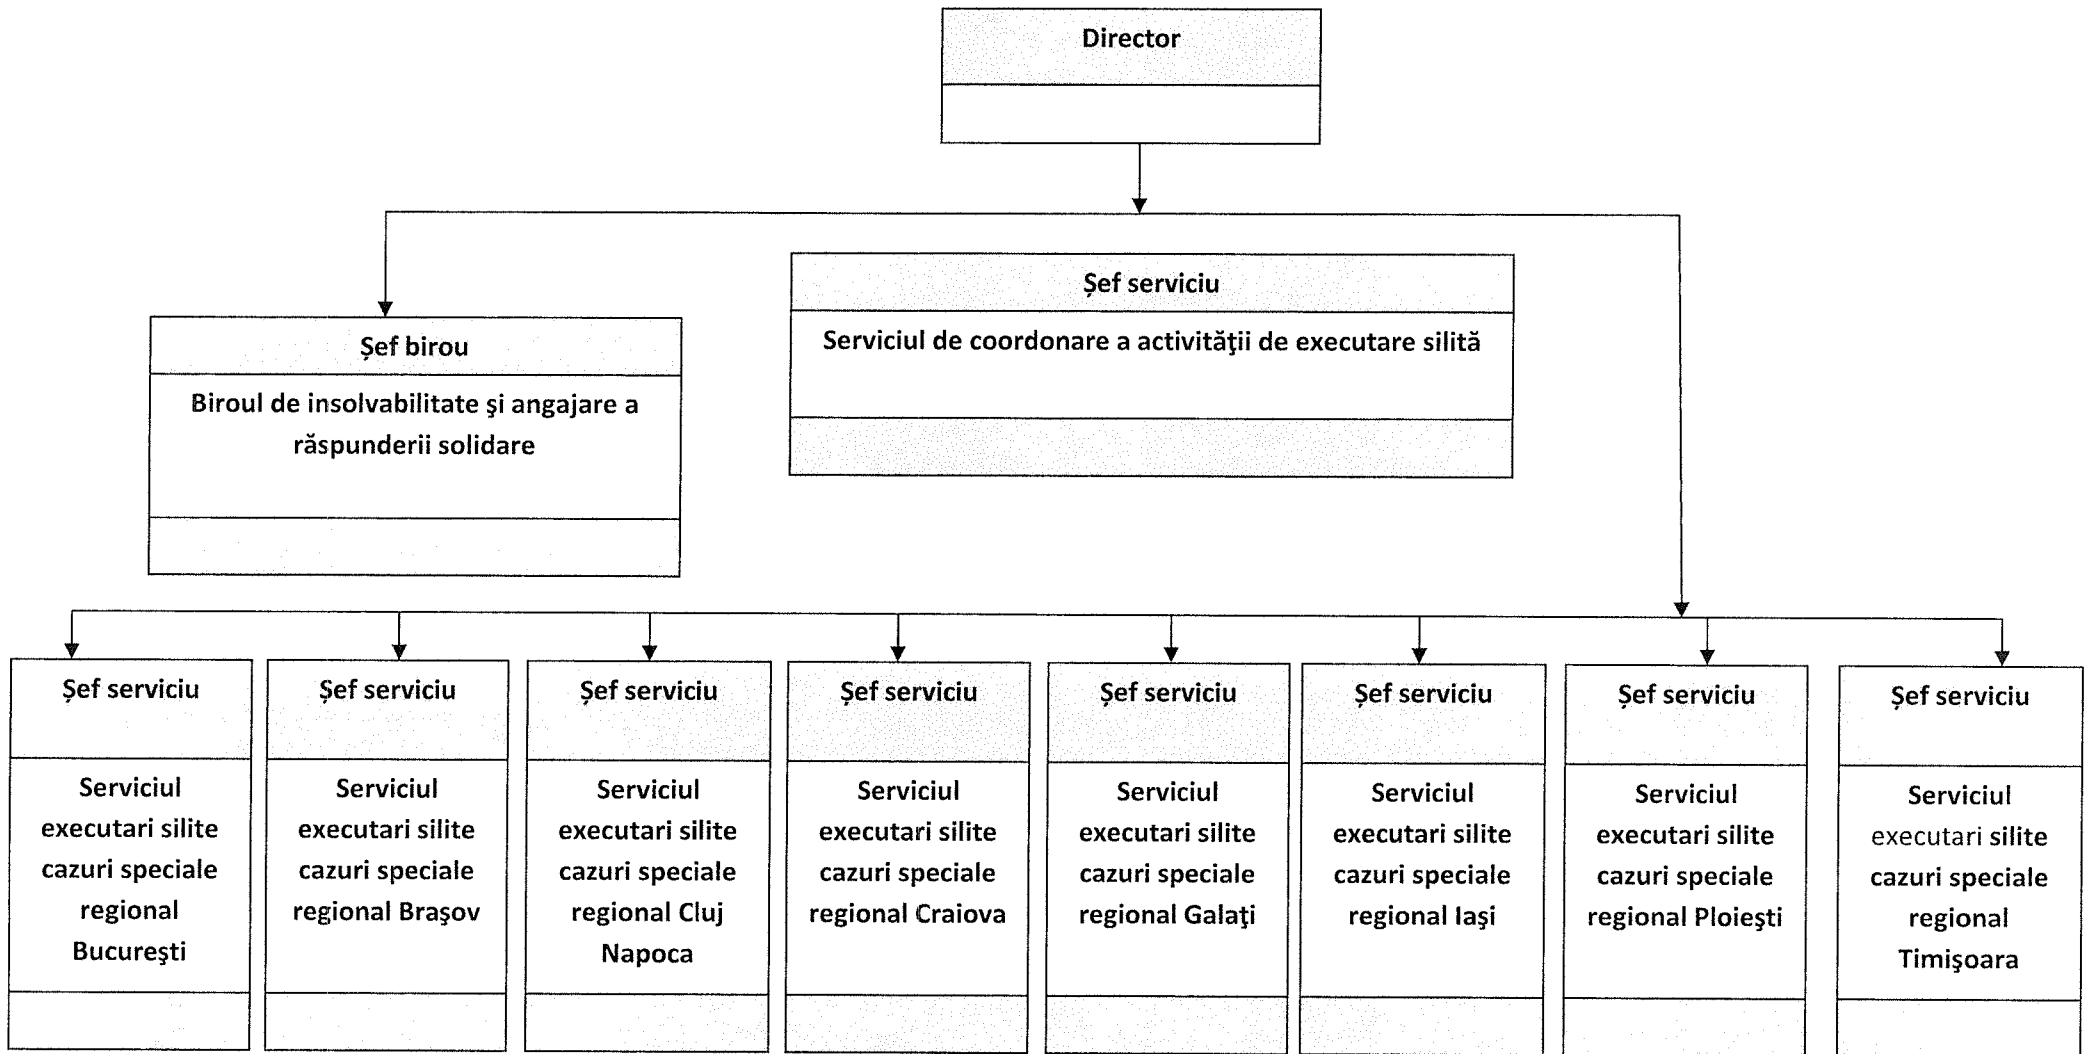 Director
Șef serviciu
Serviciul de coordonare a activităţii de executare silită
Șef birou
Biroul de insolvabilitate şi angajare a
răspunderii solidare
Șef serviciu
Serviciul
executari silite
cazuri speciale
regional
Bucureşti
Șef serviciu
Serviciul
executari silite
cazuri speciale
regional Braşov
Șef serviciu
Serviciul
executari silite
cazuri speciale
regional Cluj
Napoca
Șef serviciu
Serviciul
executari silite
cazuri speciale
regional Craiova
Șef serviciu
Serviciul
executari silite
cazuri speciale
regional Galaţi
Șef serviciu
Serviciul
executari silite
cazuri speciale
regional Iaşi
Șef serviciu
Serviciul
executari silite
cazuri speciale
regional Ploieşti
Șef serviciu
Serviciul
executari silite
cazuri speciale
regional
Timişoara